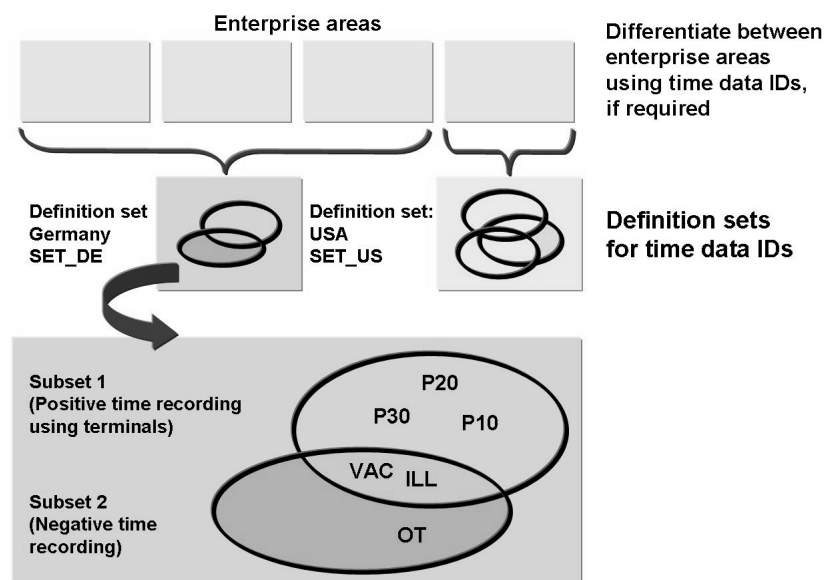 Enterprise areas
Differentiate between
enterprise areas
using time data IDs,
if required
Definition set
Germany
SET_DE
Definition set:
USA
SET_US
Definition sets
for time data IDs
Subset 1
(Positive time recording
using terminals)
P20
P30
P10
VAC
ILL
Subset 2
(Negative time
recording)
OT